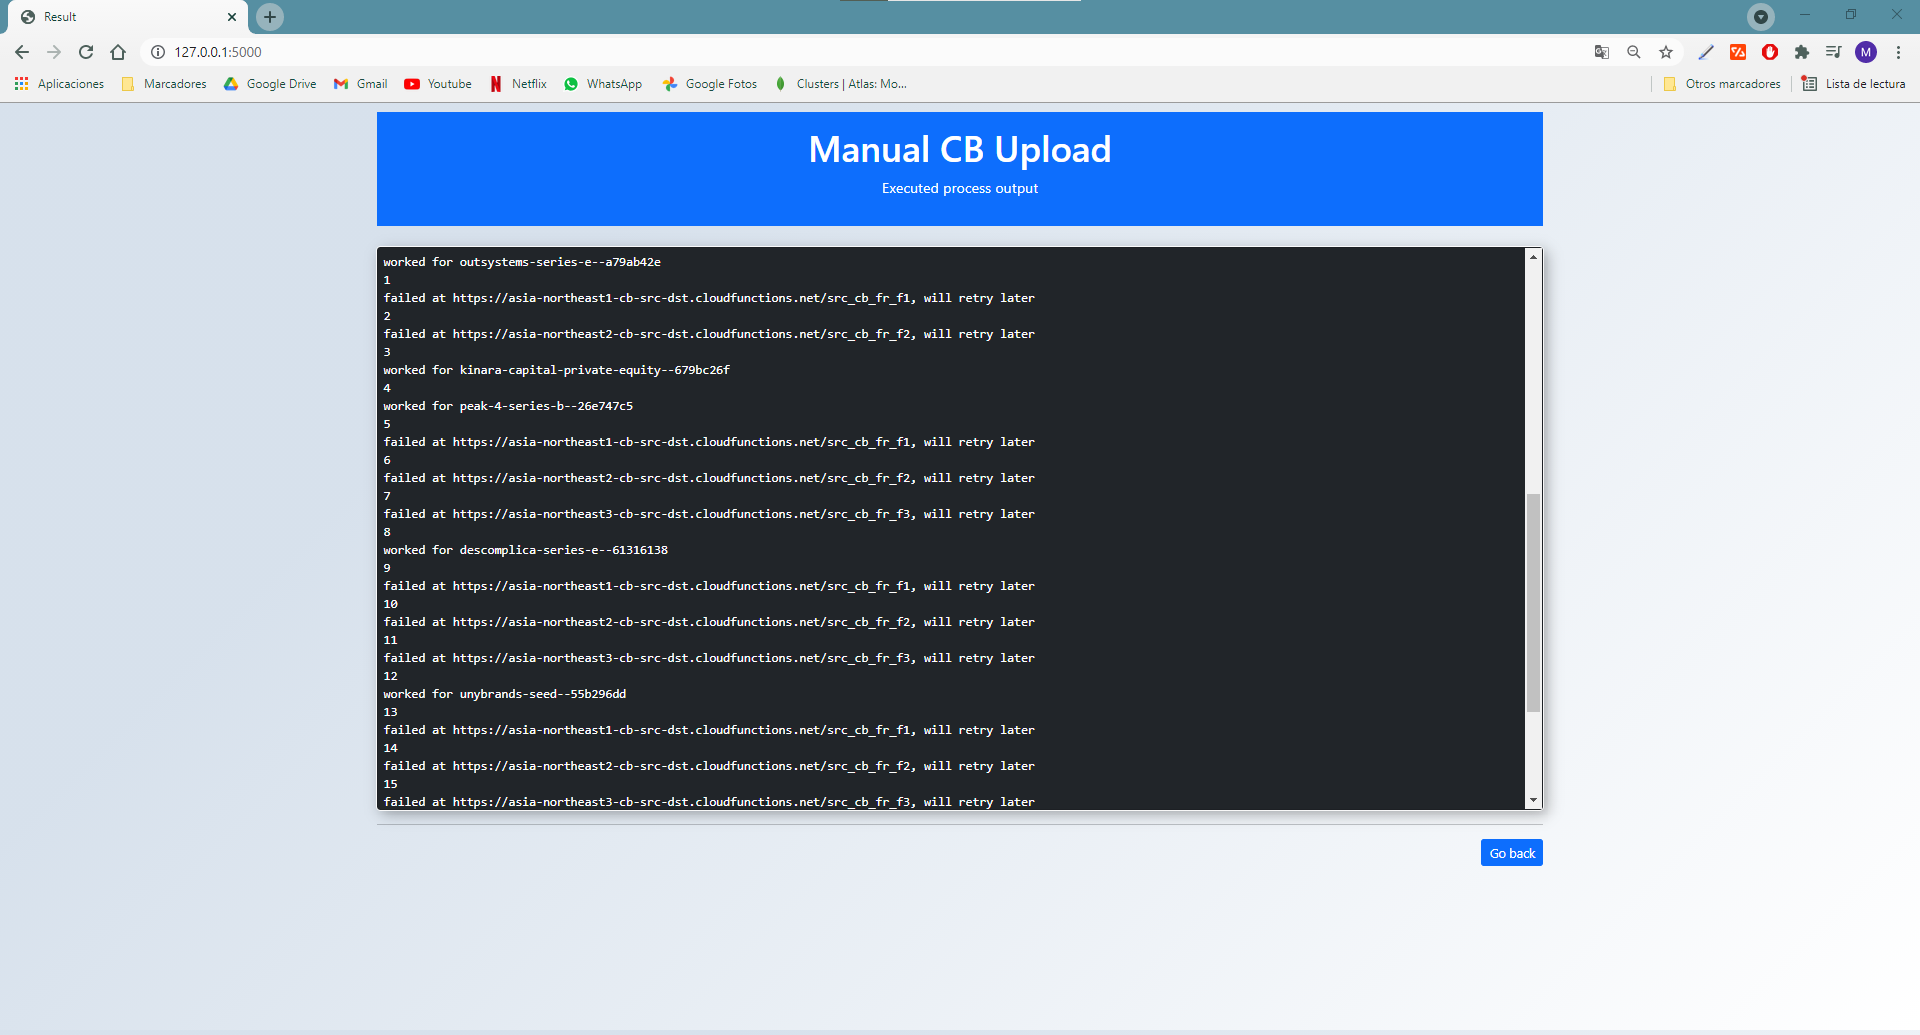 Result
127.0.0.1:5000
M
Aplicaciones Marcadores Google Drive Gmail Youtube Netflix WhatsApp Google Fotos Clusters | Atlas: Mo... Otros marcadores Lista de lectura
Manual CB Upload
Executed process output
worked for outsystems-series-e--a79ab42e
1
failed at https://asia-northeast1-cb-src-dst.cloudfunctions.net/src_cb_fr_f1, will retry later
2
failed at https://asia-northeast2-cb-src-dst.cloudfunctions.net/src_cb_fr_f2, will retry later
3
worked for kinara-capital-private-equity--679bc26f
4
worked for peak-4-series-b--26e747c5
5
failed at https://asia-northeast1-cb-src-dst.cloudfunctions.net/src_cb_fr_f1, will retry later
6
failed at https://asia-northeast2-cb-src-dst.cloudfunctions.net/src_cb_fr_f2, will retry later
7
failed at https://asia-northeast3-cb-src-dst.cloudfunctions.net/src_cb_fr_f3, will retry later
8
worked for descomplica-series-e--61316138
9
failed at https://asia-northeast1-cb-src-dst.cloudfunctions.net/src_cb_fr_f1, will retry later
10
failed at https://asia-northeast2-cb-src-dst.cloudfunctions.net/src_cb_fr_f2, will retry later
11
failed at https://asia-northeast3-cb-src-dst.cloudfunctions.net/src_cb_fr_f3, will retry later
12
worked for unybrands-seed--55b296dd
13
failed at https://asia-northeast1-cb-src-dst.cloudfunctions.net/src_cb_fr_f1, will retry later
14
failed at https://asia-northeast2-cb-src-dst.cloudfunctions.net/src_cb_fr_f2, will retry later
15
failed at https://asia-northeast3-cb-src-dst.cloudfunctions.net/src_cb_fr_f3, will retry later
Go back